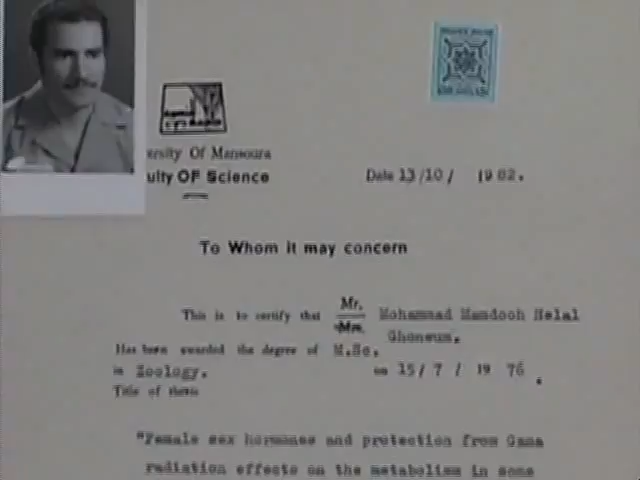 ersity Of Mansoura
ulty OF Science
Date 13/10/ 1982.
To Whom it may concern
This is to certify that Mr. Mohammad Mamdooh Helal
Mrs.
Ghoneum.
Has been awarded the degree of M.Sc.
in Zoology. on 15/ 7 / 19 76 .
Title of thesis
"Female sex hormones and protection from Gama
radiation effects on the metabolism in some